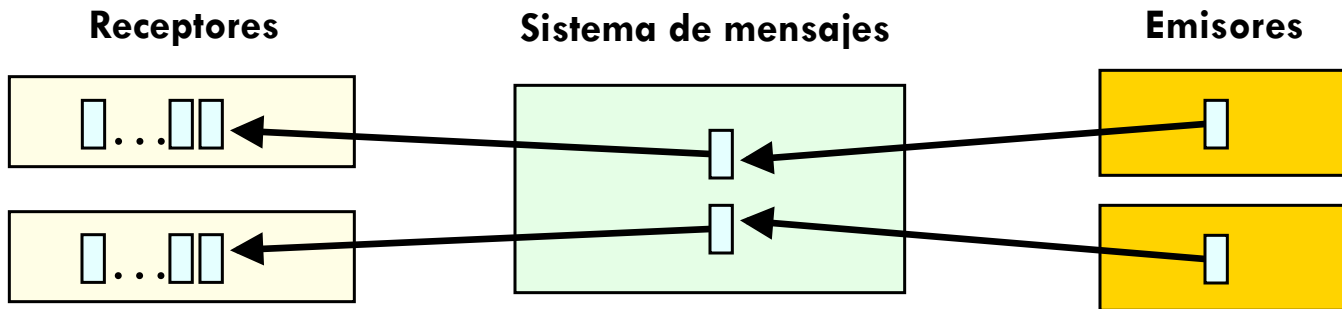 Receptores
Sistema de mensajes
Emisores
...
...